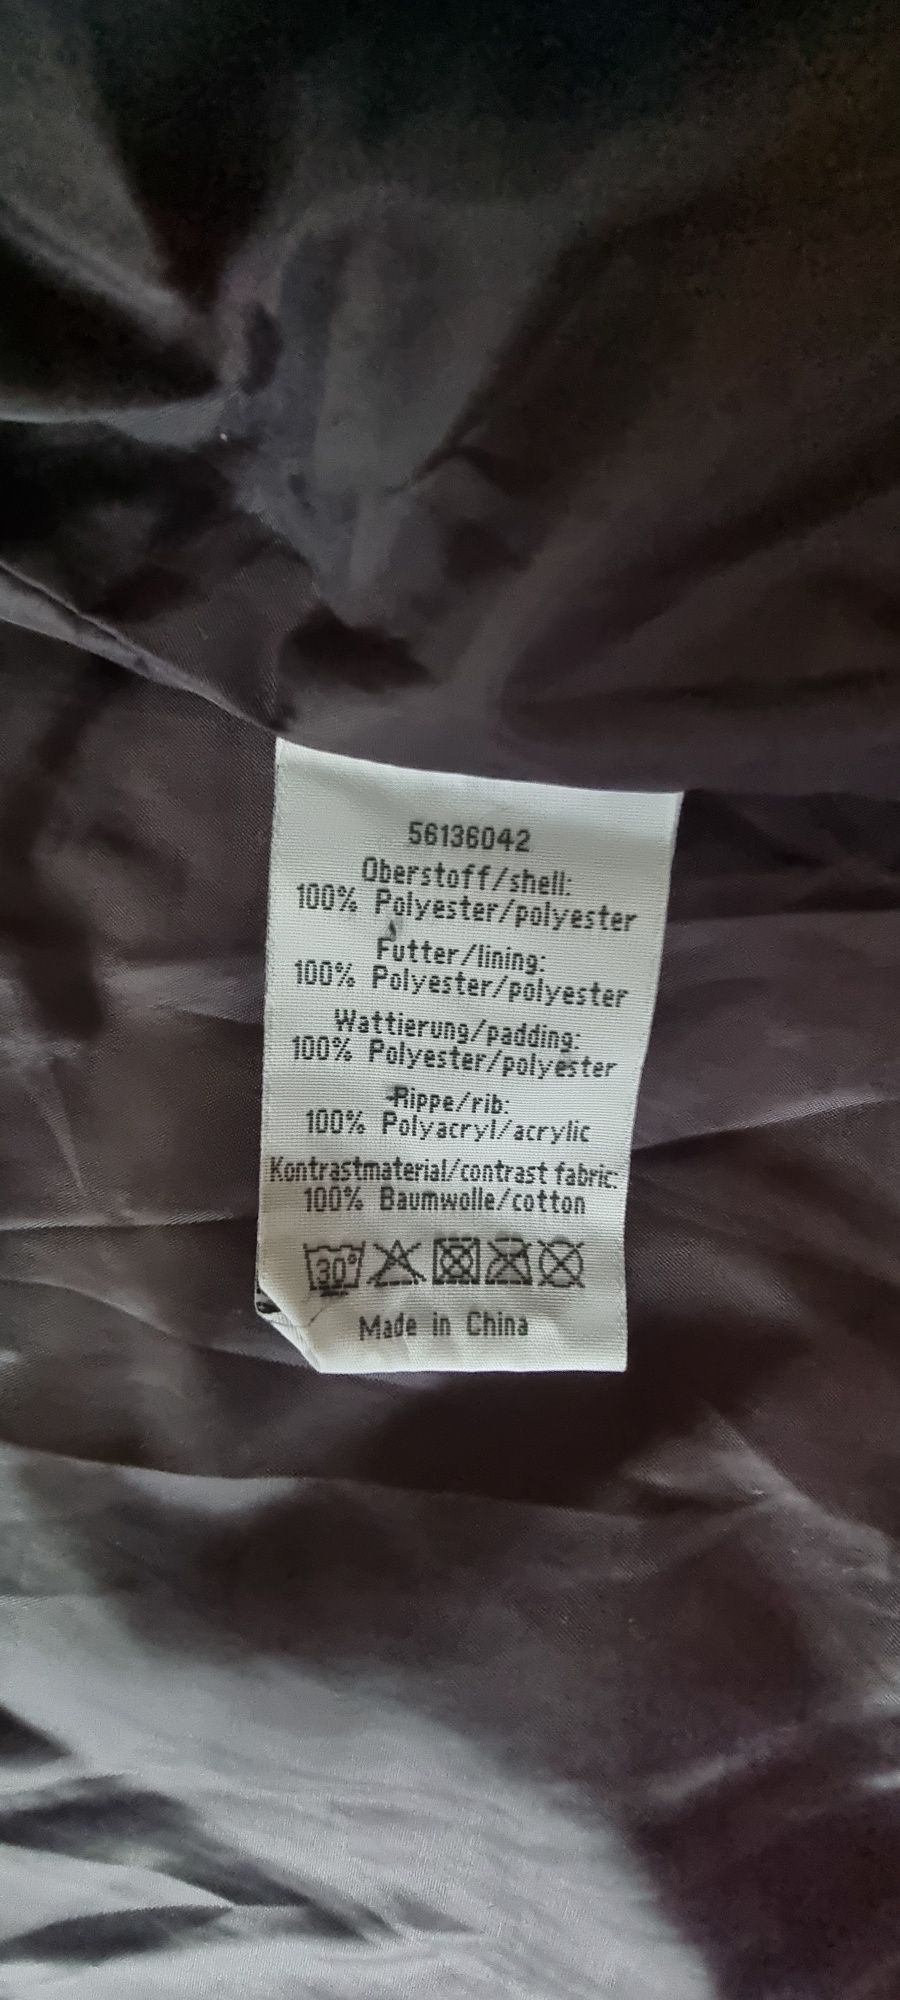 56136042
Oberstoff/shell:
100% Polyester/polyester
Futter/lining:
100% Polyester/polyester
Wattierung/padding:
100% Polyester/polyester
Rippe/rib:
100% Polyacryl/acrylic
Kontrastmaterial/contrast fabric:
100% Baumwolle/cotton
30°
Made in China